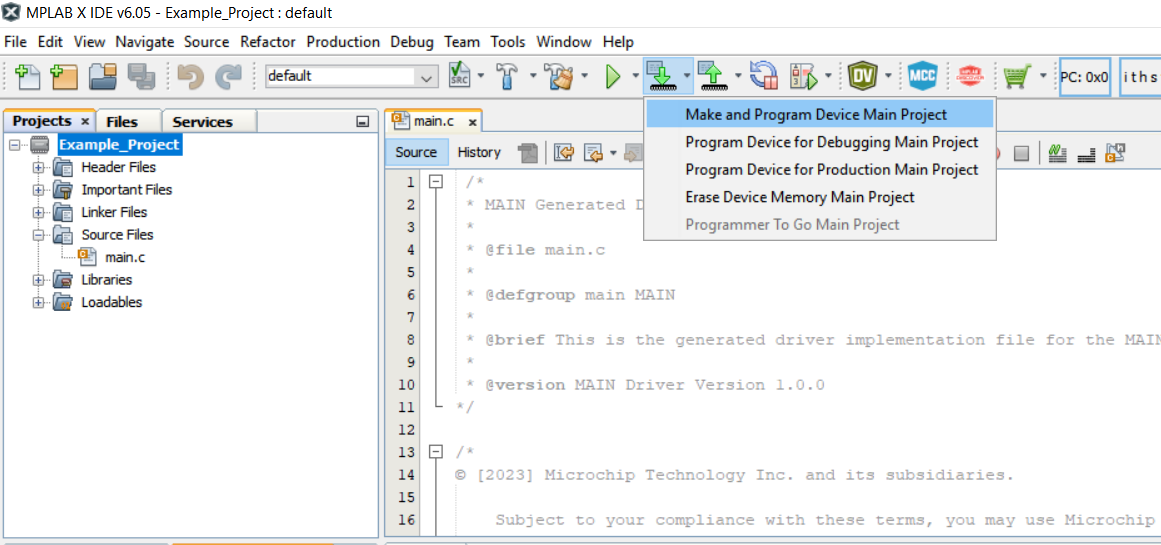 MPLAB X IDE v6.05 - Example_Project : default
File Edit View Navigate Source Refactor Production Debug Team Tools Window Help
default
SRC
DV
MCC
PC: 0x0
iths
Projects x Files Services
main.c x
Example_Project
Header Files
Important Files
Linker Files
Source Files
main.c
Libraries
Loadables
Make and Program Device Main Project
Program Device for Debugging Main Project
Program Device for Production Main Project
Erase Device Memory Main Project
Programmer To Go Main Project
Source History
1 /*
2 * MAIN Generated D
3 *
4 * @file main.c
5 *
6 * @defgroup main MAIN
7 *
8 * @brief This is the generated driver implementation file for the MAIN
9 *
10 * @version MAIN Driver Version 1.0.0
11 */
12
13 /*
14 © [2023] Microchip Technology Inc. and its subsidiaries.
15
16 Subject to your compliance with these terms, you may use Microchip